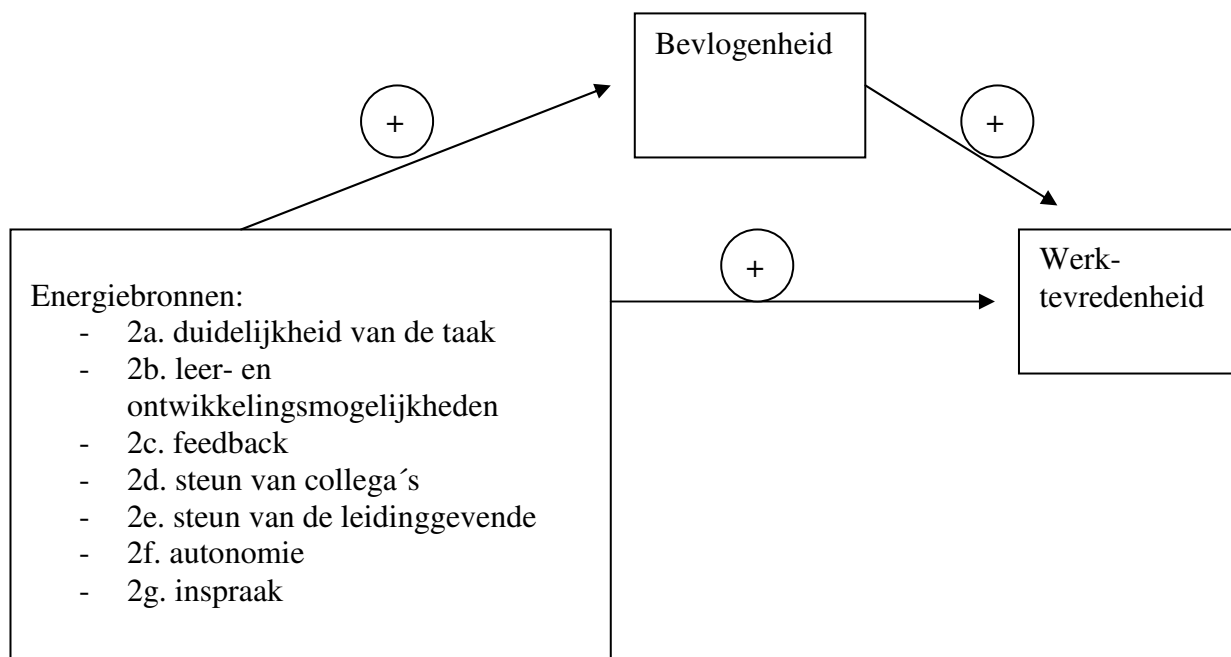 Bevlogenheid
+
+
+
Werk-
tevredenheid
Energiebronnen:
- 2a. duidelijkheid van de taak
- 2b. leer- en
ontwikkelingsmogelijkheden
- 2c. feedback
- 2d. steun van collega´s
- 2e. steun van de leidinggevende
- 2f. autonomie
- 2g. inspraak